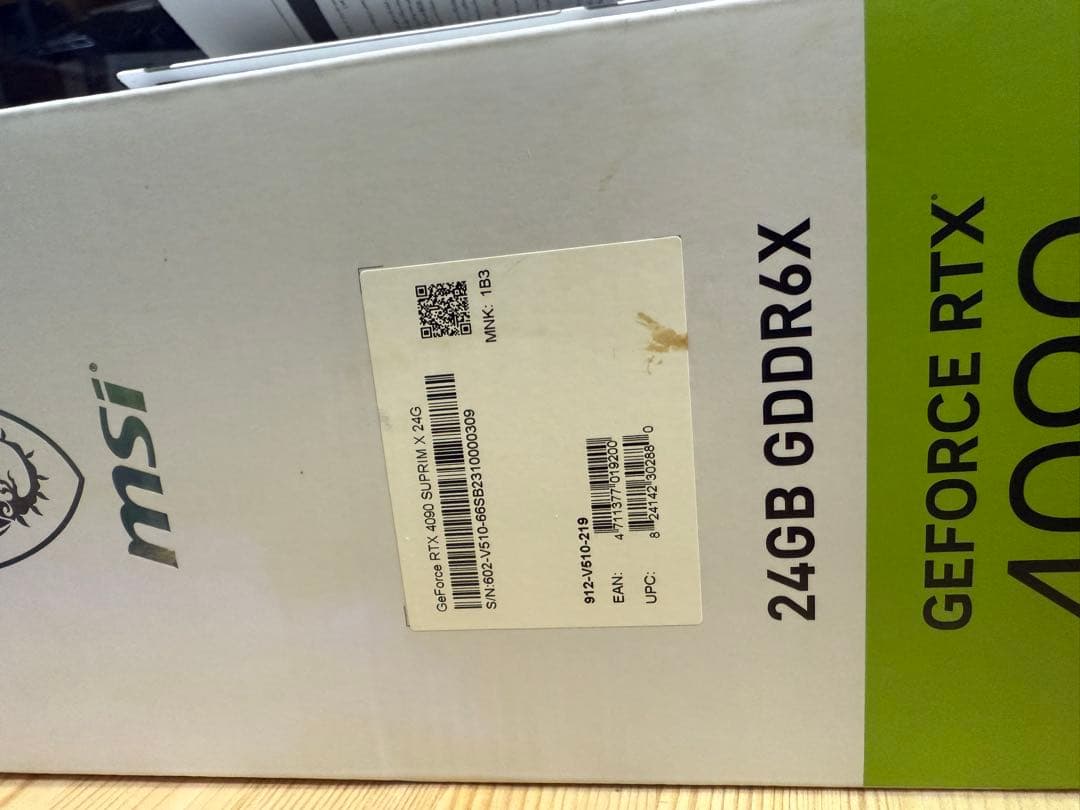 msi®
GeForce RTX 4090 SUPRIM X 24G
S/N:602-V510-66SB2310000309
MNK: 1B3
912-V510-219
EAN:
4 711377 019200
UPC:
8 24142 30288 0
24GB GDDR6X
GEFORCE RTX
4090